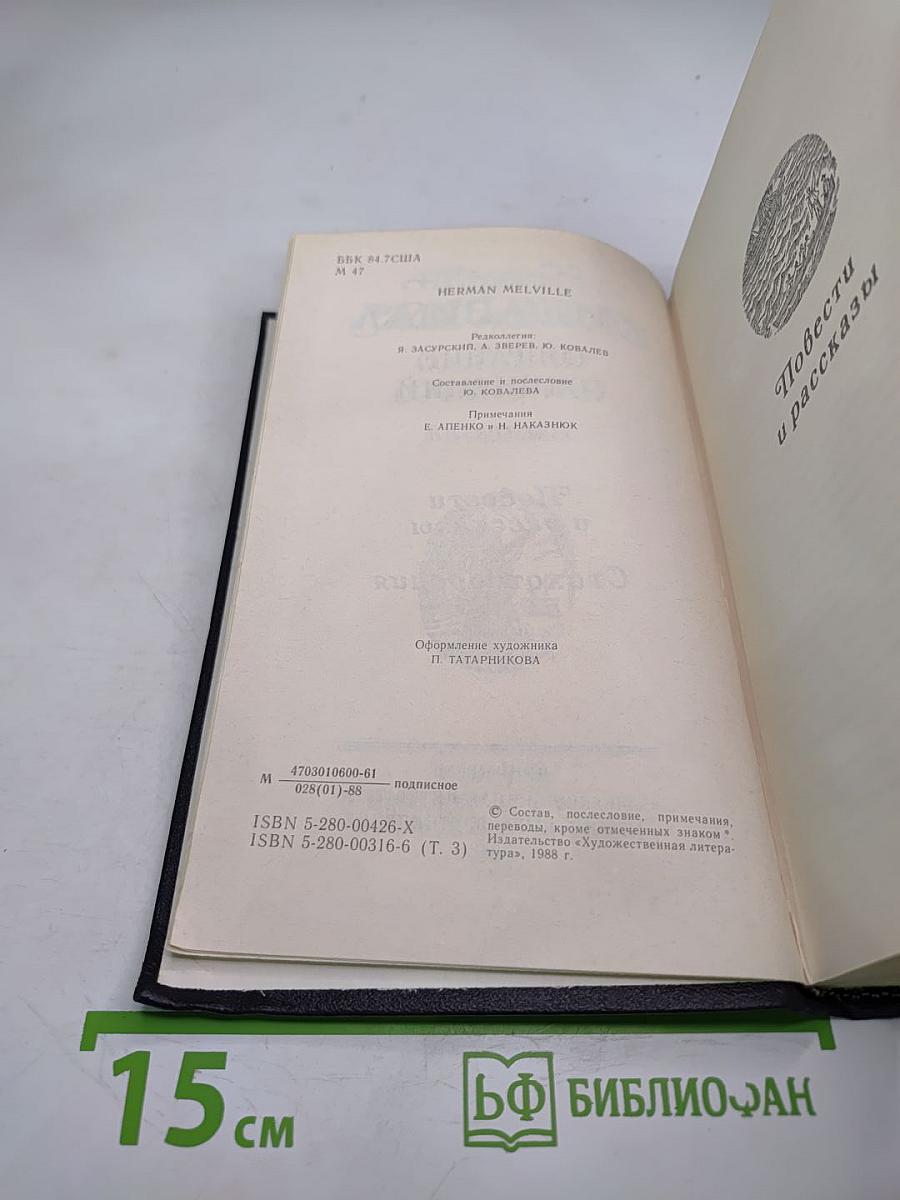 ББК 84.7США
М 47
HERMAN MELVILLE
Редколлегия:
Я. ЗАСУРСКИЙ, А. ЗВЕРЕВ, Ю. КОВАЛЕВ
Составление и послесловие
Ю. КОВАЛЕВА
Примечания
Е. АПЕНКО и Н. НАКАЗНЮК
Оформление художника
П. ТАТАРНИКОВА
М 4703010600-61 подписное
028(01)-88
ISBN 5-280-00426-X
ISBN 5-280-00316-6 (Т. 3)
© Состав, послесловие, примечания,
переводы, кроме отмеченных знаком *.
Издательство «Художественная литера-
тура», 1988 г.
Повести
и рассказы
15 см
БФ БИБЛИОФАН